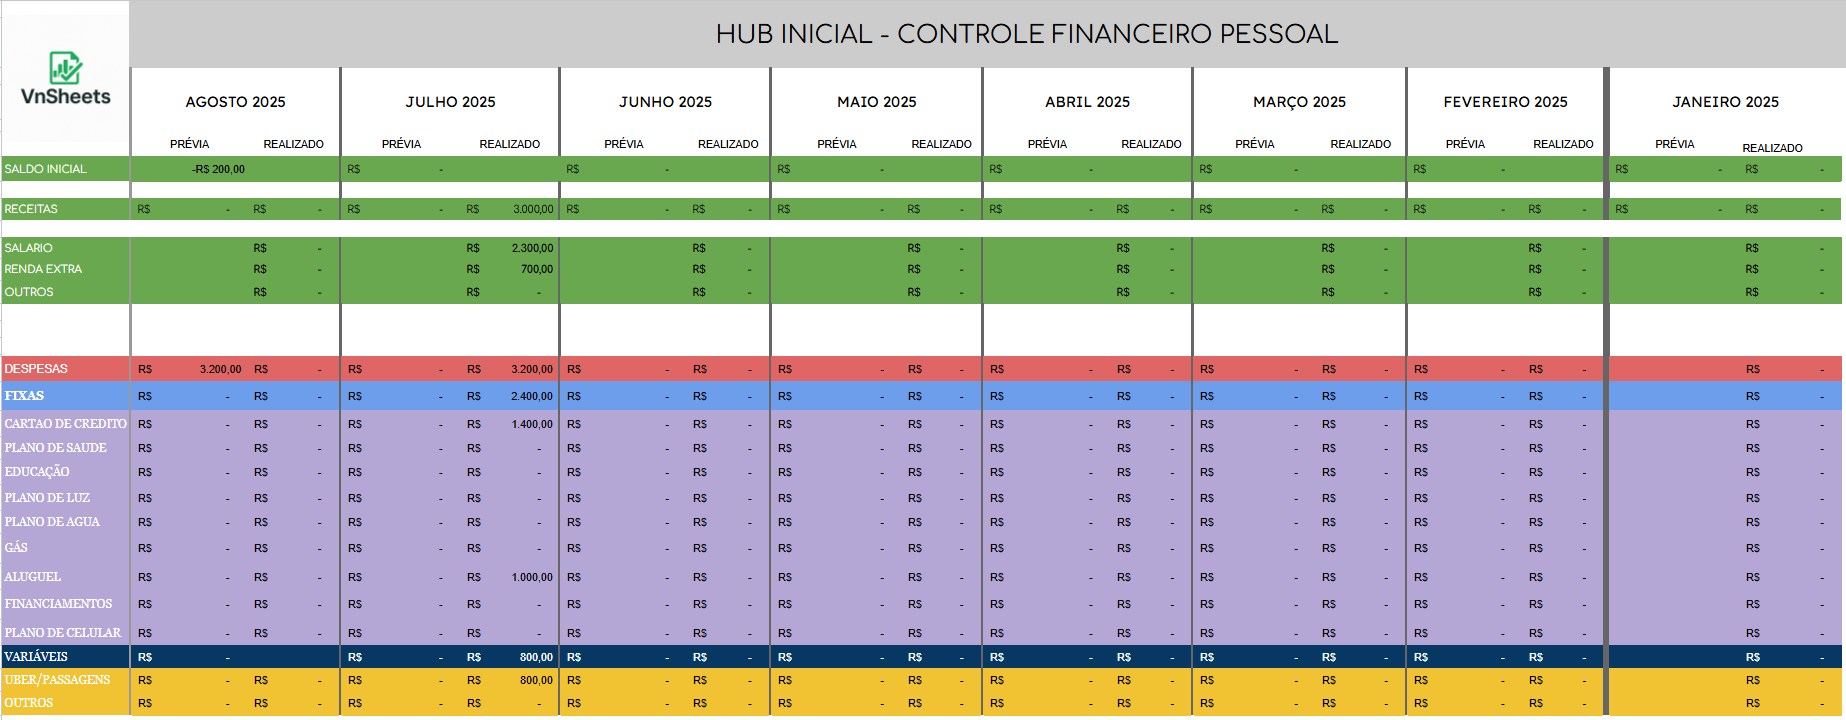 HUB INICIAL - CONTROLE FINANCEIRO PESSOAL
VnSheets
AGOSTO 2025 JULHO 2025 JUNHO 2025 MAIO 2025 ABRIL 2025 MARÇO 2025 FEVEREIRO 2025 JANEIRO 2025
PRÉVIA REALIZADO PRÉVIA REALIZADO PRÉVIA REALIZADO PRÉVIA REALIZADO PRÉVIA REALIZADO PRÉVIA REALIZADO PRÉVIA REALIZADO PRÉVIA REALIZADO
SALDO INICIAL -R$ 200,00 R$ - R$ - R$ - R$ - R$ - R$ - R$ - R$ -
RECEITAS R$ - R$ - R$ - R$ 3.000,00 R$ - R$ - R$ - R$ - R$ - R$ - R$ - R$ - R$ - R$ - R$ - R$ -
SALARIO R$ - R$ 2.300,00 R$ - R$ - R$ - R$ - R$ - R$ -
RENDA EXTRA R$ - R$ 700,00 R$ - R$ - R$ - R$ - R$ - R$ -
OUTROS R$ - R$ - R$ - R$ - R$ - R$ - R$ - R$ -
DESPESAS R$ 3.200,00 R$ - R$ - R$ 3.200,00 R$ - R$ - R$ - R$ - R$ - R$ - R$ - R$ - R$ - R$ - R$ -
FIXAS R$ - R$ - R$ - R$ 2.400,00 R$ - R$ - R$ - R$ - R$ - R$ - R$ - R$ - R$ - R$ - R$ -
CARTAO DE CREDITO R$ - R$ - R$ - R$ 1.400,00 R$ - R$ - R$ - R$ - R$ - R$ - R$ - R$ - R$ - R$ - R$ -
PLANO DE SAUDE R$ - R$ - R$ - R$ - R$ - R$ - R$ - R$ - R$ - R$ - R$ - R$ - R$ - R$ - R$ -
EDUCAÇÃO R$ - R$ - R$ - R$ - R$ - R$ - R$ - R$ - R$ - R$ - R$ - R$ - R$ - R$ - R$ -
PLANO DE LUZ R$ - R$ - R$ - R$ - R$ - R$ - R$ - R$ - R$ - R$ - R$ - R$ - R$ - R$ - R$ -
PLANO DE AGUA R$ - R$ - R$ - R$ - R$ - R$ - R$ - R$ - R$ - R$ - R$ - R$ - R$ - R$ - R$ -
GÁS R$ - R$ - R$ - R$ - R$ - R$ - R$ - R$ - R$ - R$ - R$ - R$ - R$ - R$ - R$ -
ALUGUEL R$ - R$ - R$ - R$ 1.000,00 R$ - R$ - R$ - R$ - R$ - R$ - R$ - R$ - R$ - R$ - R$ -
FINANCIAMENTOS R$ - R$ - R$ - R$ - R$ - R$ - R$ - R$ - R$ - R$ - R$ - R$ - R$ - R$ - R$ -
PLANO DE CELULAR R$ - R$ - R$ - R$ - R$ - R$ - R$ - R$ - R$ - R$ - R$ - R$ - R$ - R$ - R$ -
VARIÁVEIS R$ - R$ - R$ 800,00 R$ - R$ - R$ - R$ - R$ - R$ - R$ - R$ - R$ - R$ - R$ -
UBER/PASSAGENS R$ - R$ - R$ - R$ 800,00 R$ - R$ - R$ - R$ - R$ - R$ - R$ - R$ - R$ - R$ - R$ -
OUTROS R$ - R$ - R$ - R$ - R$ - R$ - R$ - R$ - R$ - R$ - R$ - R$ - R$ - R$ - R$ -